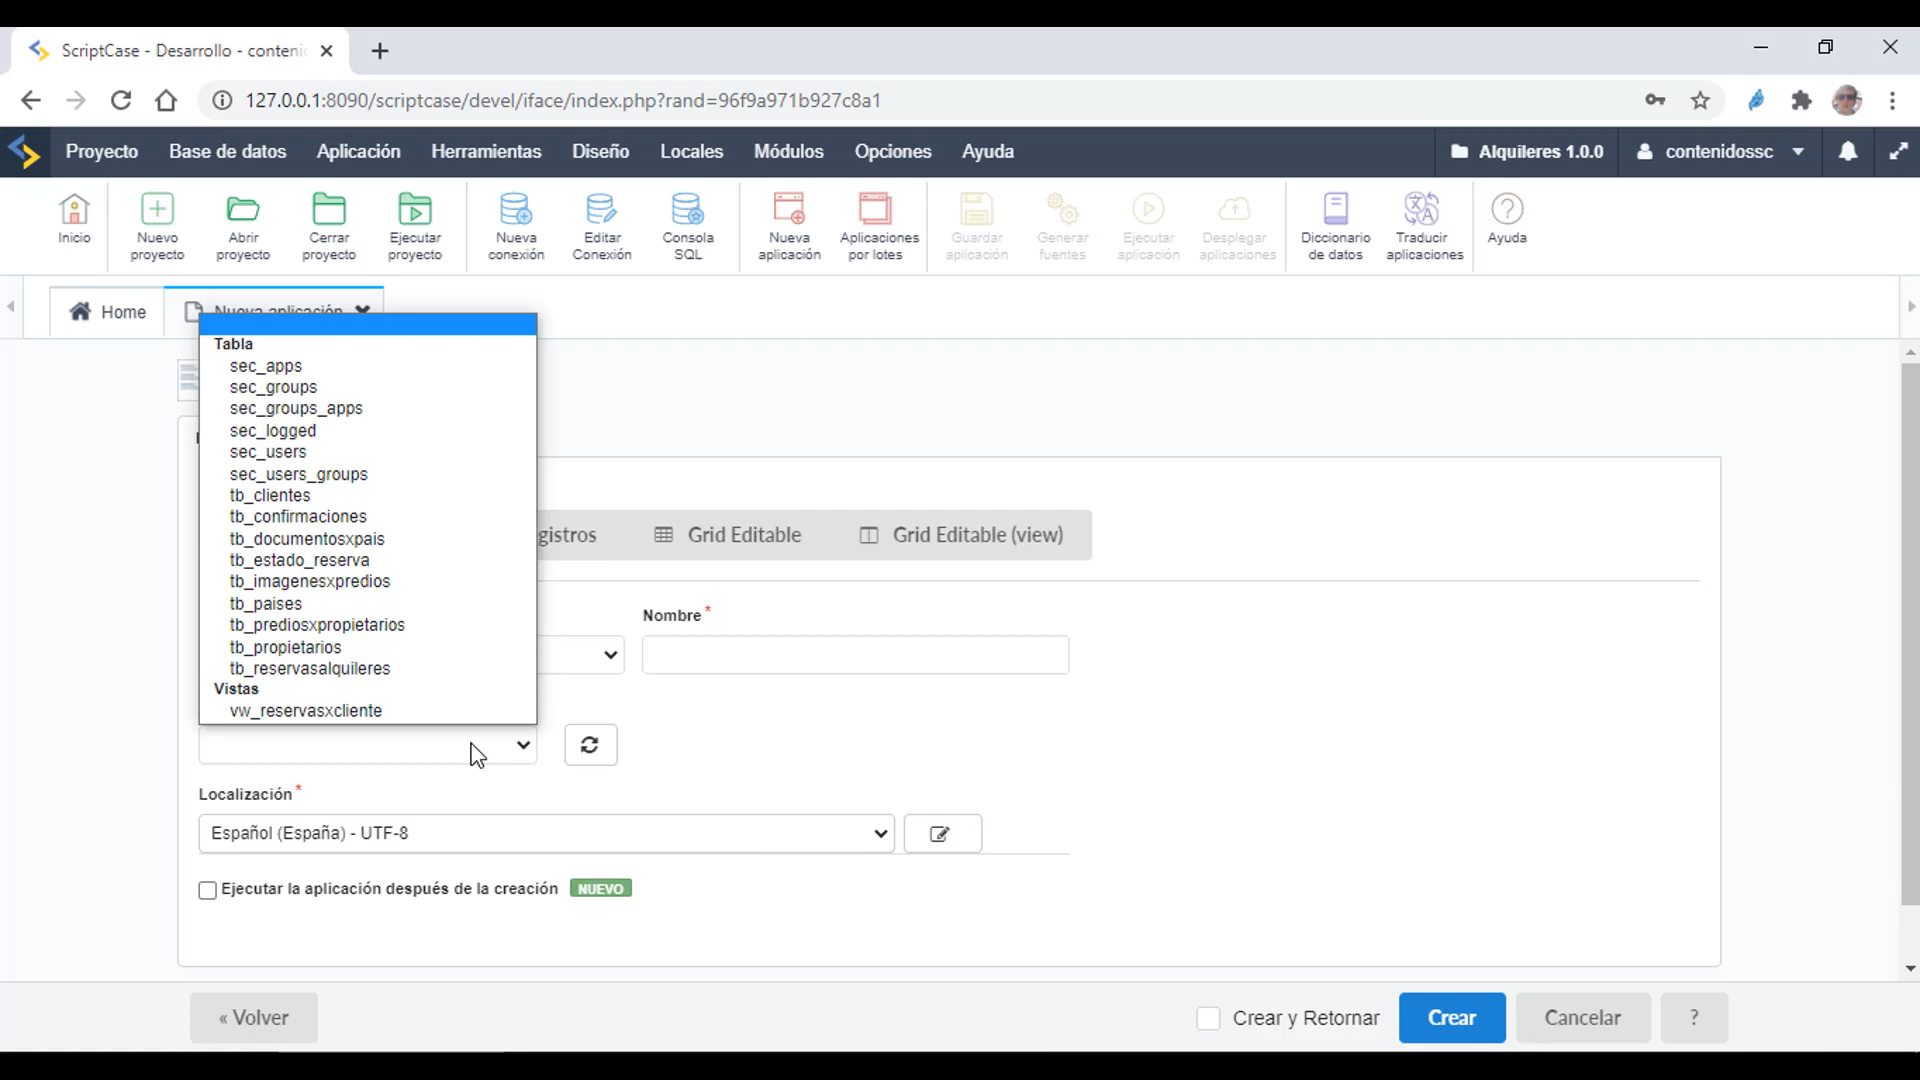 ScriptCase - Desarrollo - conteni
127.0.0.1:8090/scriptcase/devel/iface/index.php?rand=96f9a971b927c8a1
Proyecto Base de datos Aplicación Herramientas Diseño Locales Módulos Opciones Ayuda Alquileres 1.0.0 contenidossc
Inicio
Nuevo proyecto
Abrir proyecto
Cerrar proyecto
Ejecutar proyecto
Nueva conexión
Editar Conexión
Consola SQL
Nueva aplicación
Aplicaciones por lotes
Guardar aplicación
Generar fuentes
Ejecutar aplicación
Desplegar aplicaciones
Diccionario de datos
Traducir aplicaciones
Ayuda
Home Nueva aplicación
Tabla
sec_apps
sec_groups
sec_groups_apps
sec_logged
sec_users
sec_users_groups
tb_clientes
tb_confirmaciones
tb_documentosxpais
tb_estado_reserva
tb_imagenesxpredios
tb_paises
tb_prediosxpropietarios
tb_propietarios
tb_reservasalquileres
Vistas
vw_reservasxcliente
gistros Grid Editable Grid Editable (view)
Nombre *
Localización *
Español (España) - UTF-8
Ejecutar la aplicación después de la creación NUEVO
« Volver Crear y Retornar Crear Cancelar ?